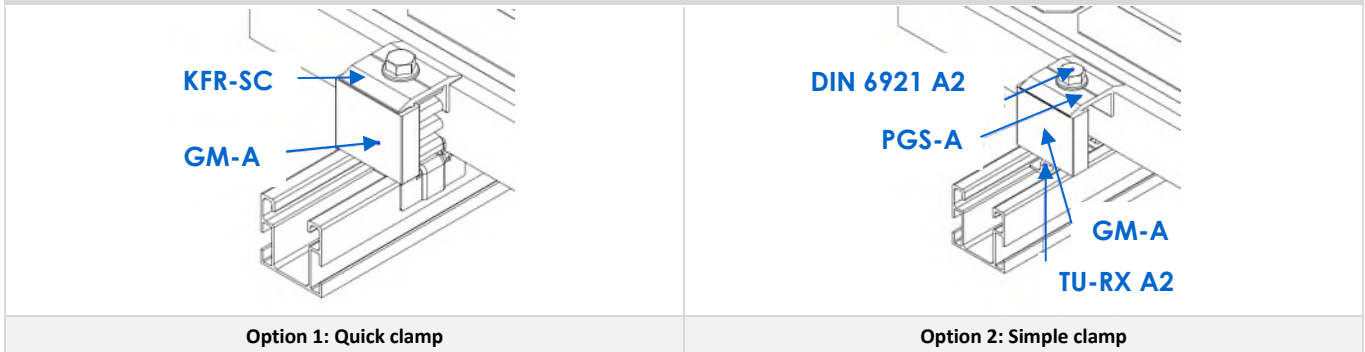 KFR-SC
GM-A
DIN 6921 A2
PGS-A
GM-A
TU-RX A2
Option 1: Quick clamp
Option 2: Simple clamp